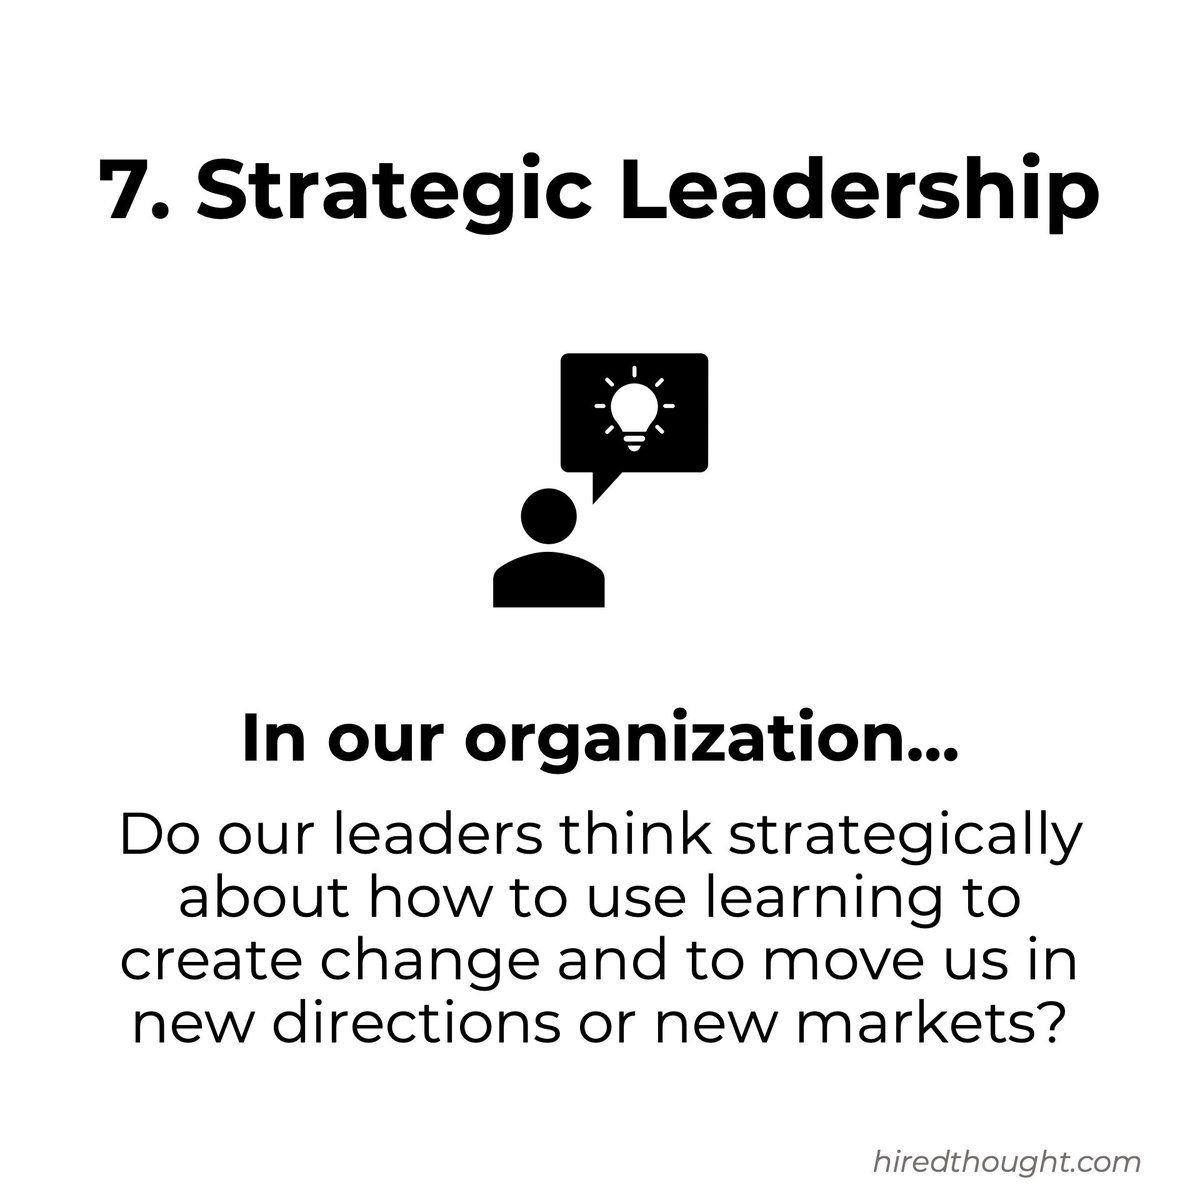 7. Strategic Leadership
In our organization...
Do our leaders think strategically
about how to use learning to
create change and to move us in
new directions or new markets?
hiredthought.com